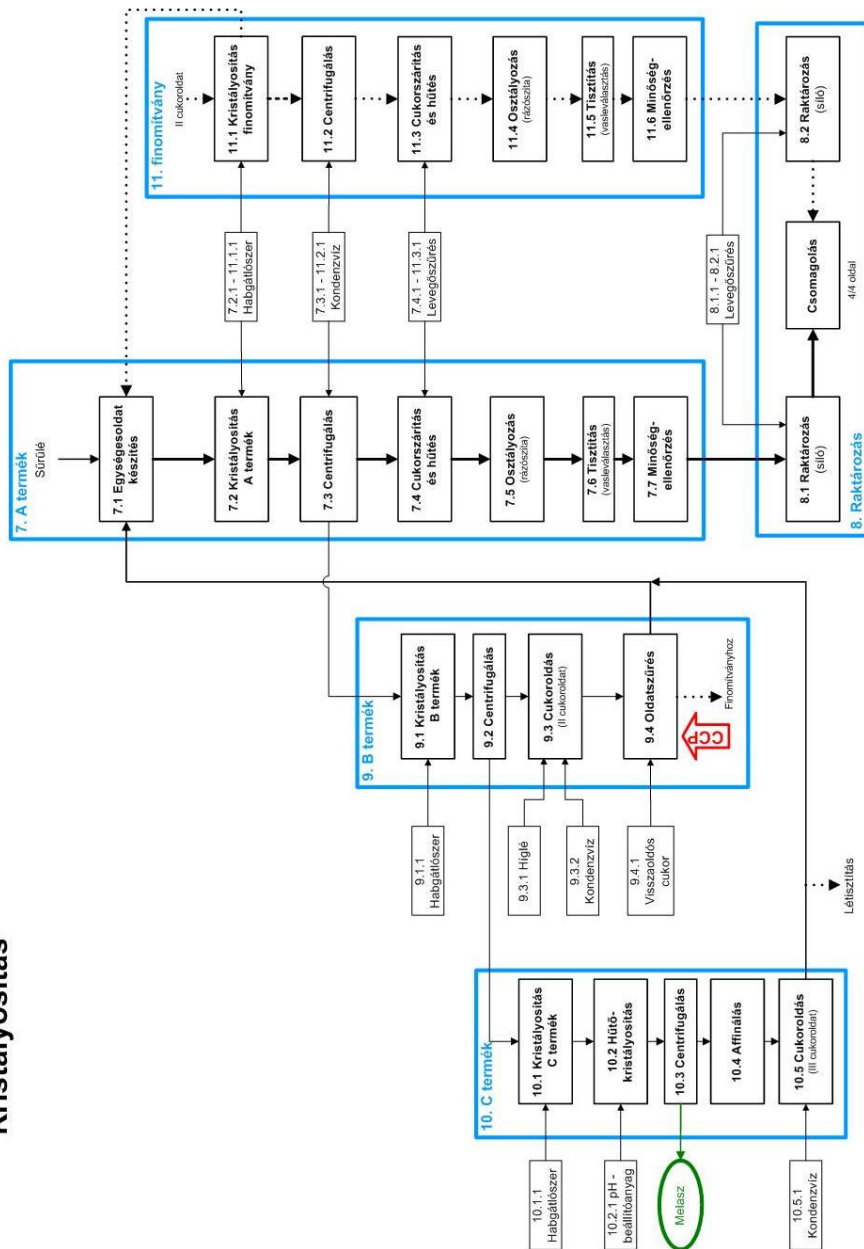 Kristályosítás
10. C termék
10.1.1
Habgátlószer
10.1 Kristályosítás
C termék
10.2.1 pH -
beállítóanyag
10.2 Hűtő-
kristályosítás
Melasz
10.3 Centrifugálás
10.4 Affinálás
10.5.1
Kondenzvíz
10.5 Cukoroldás
(III cukoroldat)
Létisztítás
9. B termék
9.1.1
Habgátlószer
9.1 Kristályosítás
B termék
9.2 Centrifugálás
9.3.1 Híglé
9.3.2
Kondenzvíz
9.3 Cukoroldás
(II cukoroldat)
9.4.1
Visszaoldós
cukor
CCP
9.4 Oldatszűrés
Finomítványhoz
7. A termék
Sűrűlé
7.1 Egységesoldat
készítés
7.2 Kristályosítás
A termék
7.3 Centrifugálás
7.4 Cukorszárítás
és hűtés
7.5 Osztályozás
(rázószita)
7.6 Tisztítás
(vasleválasztás)
7.7 Minőség-
ellenőrzés
7.2.1 - 11.1.1
Habgátlószer
7.3.1 - 11.2.1
Kondenzvíz
7.4.1 - 11.3.1
Levegőszűrés
11. finomítvány
II cukoroldat
11.1 Kristályosítás
finomítvány
11.2 Centrifugálás
11.3 Cukorszárítás
és hűtés
11.4 Osztályozás
(rázószita)
11.5 Tisztítás
(vasleválasztás)
11.6 Minőség-
ellenőrzés
8.1.1 - 8.2.1
Levegőszűrés
8. Raktározás
8.1 Raktározás
(siló)
Csomagolás
4/4 oldal
8.2 Raktározás
(siló)